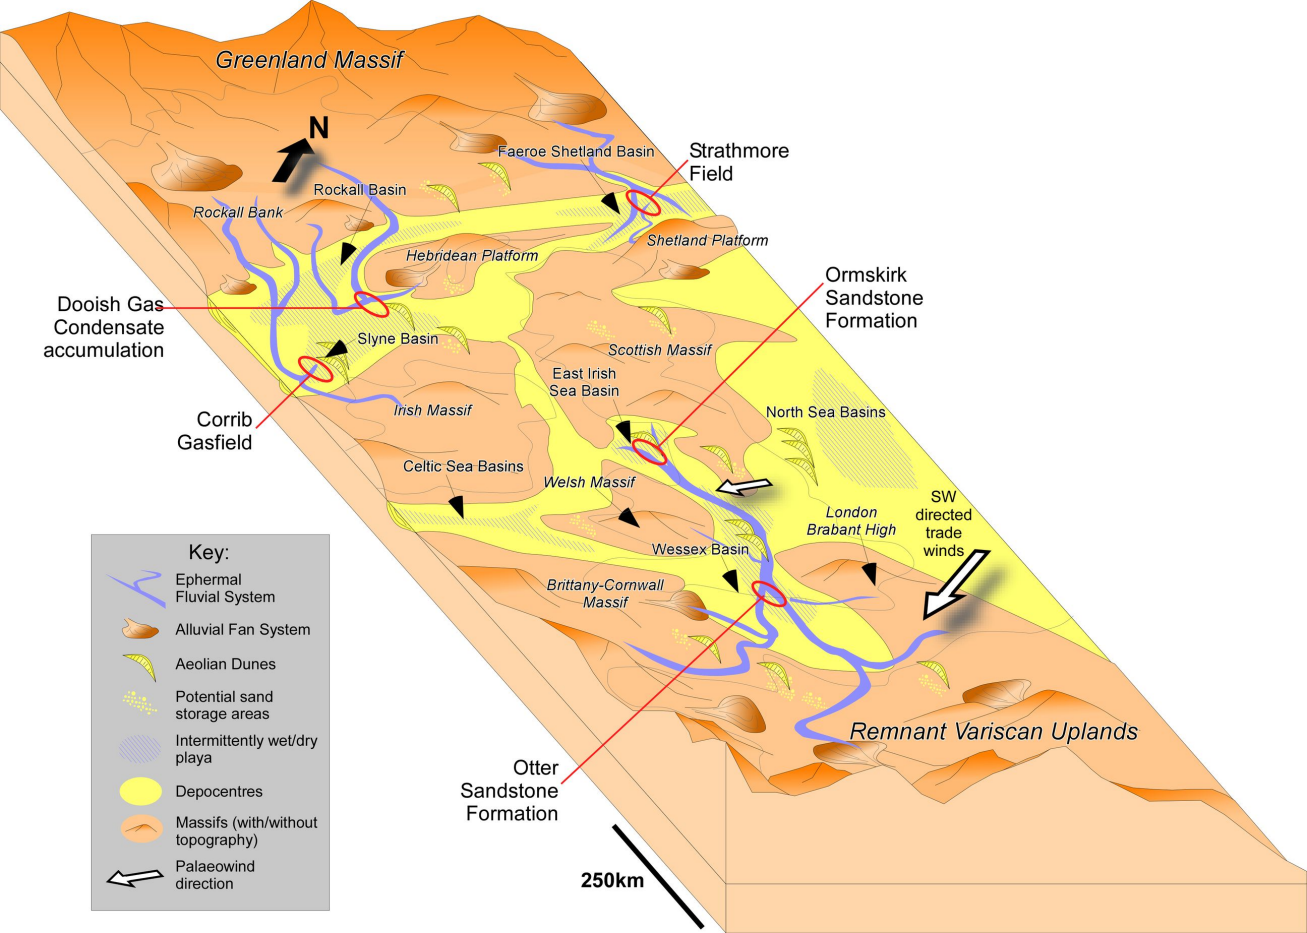 Greenland Massif
N
Faeroe Shetland Basin
Strathmore
Field
Rockall Basin
Rockall Bank
Shetland Platform
Hebridean Platform
Ormskirk
Sandstone
Formation
Dooish Gas
Condensate
accumulation
Slyne Basin
Scottish Massif
East Irish
Sea Basin
Irish Massif
North Sea Basins
Corrib
Gasfield
Celtic Sea Basins
Welsh Massif
SW
directed
trade
winds
London
Brabant High
Wessex Basin
Brittany-Cornwall
Massif
Remnant Variscan Uplands
Otter
Sandstone
Formation
250km
Key:
Ephermal
Fluvial System
Alluvial Fan System
Aeolian Dunes
Potential sand
storage areas
Intermittently wet/dry
playa
Depocentres
Massifs (with/without
topography)
Palaeowind
direction